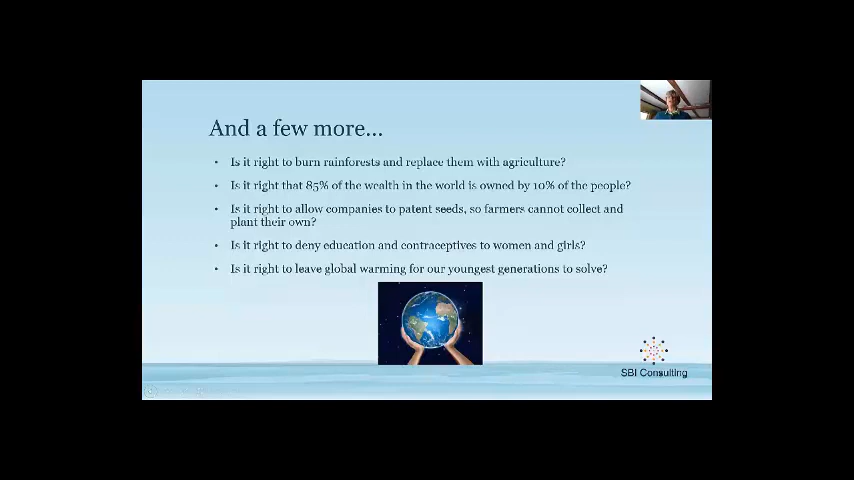 And a few more...
• Is it right to burn rainforests and replace them with agriculture?
• Is it right that 85% of the wealth in the world is owned by 10% of the people?
• Is it right to allow companies to patent seeds, so farmers cannot collect and
plant their own?
• Is it right to deny education and contraceptives to women and girls?
• Is it right to leave global warming for our youngest generations to solve?
SBI Consulting